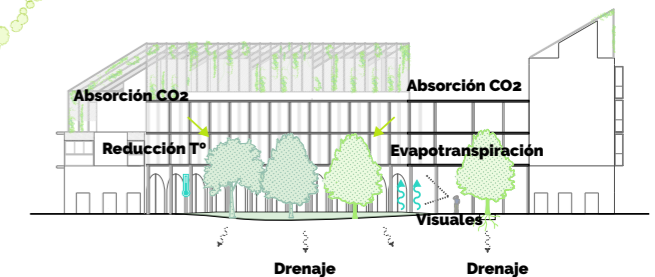 Absorción CO2
Absorción CO2
Reducción Tº
Evapotranspiración
Visuales
Drenaje
Drenaje